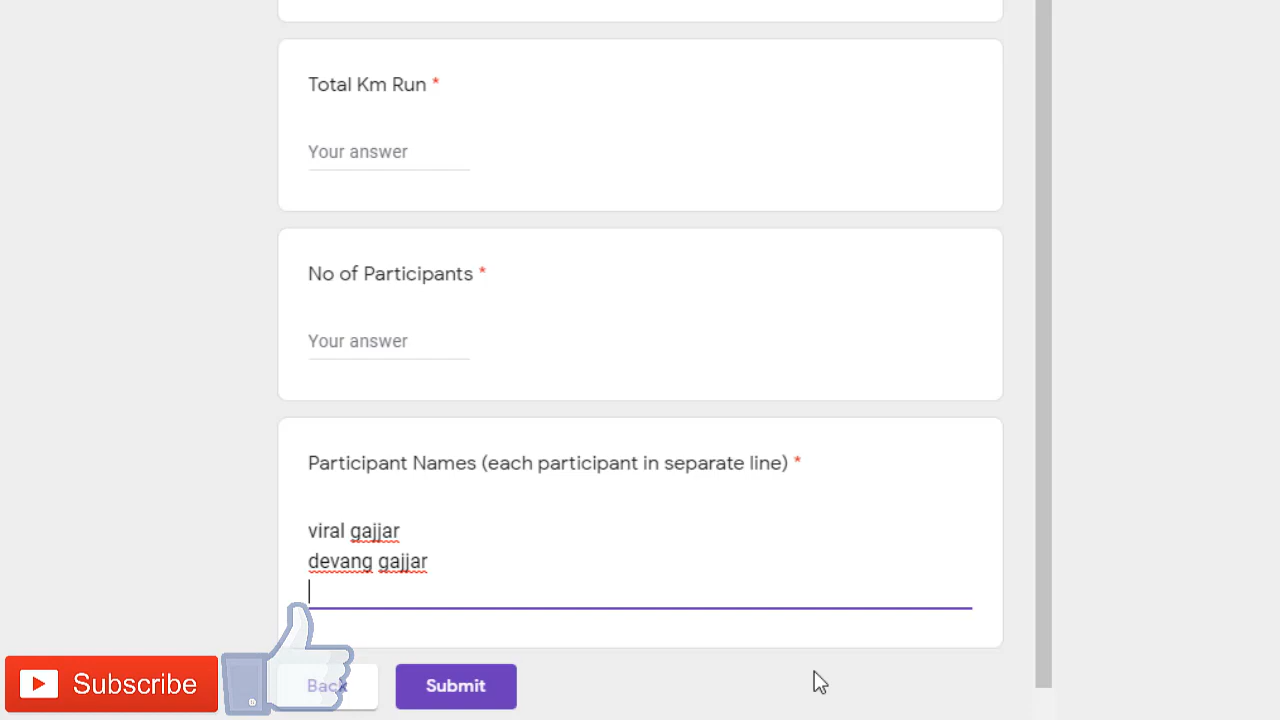 Total Km Run *
Your answer
No of Participants *
Your answer
Participant Names (each participant in separate line) *
viral gajjar
devang gajjar
Subscribe
Back
Submit